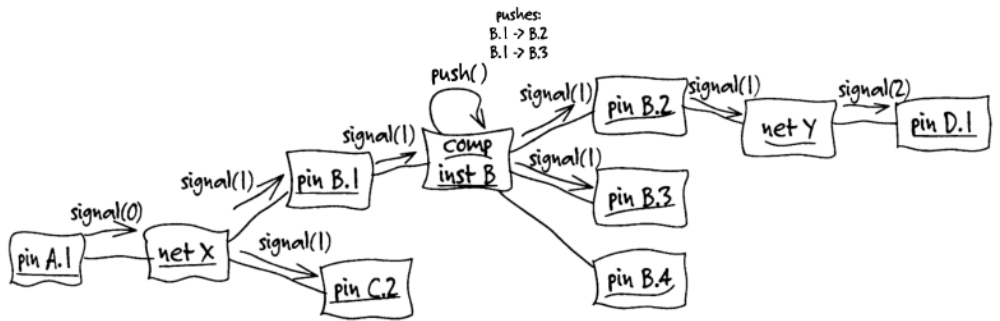 pushes:
B.1 -> B.2
B.1 -> B.3
push()
signal(1)
pin B.2
signal(1)
net Y
signal(2)
pin D.1
signal(1)
comp
inst B
signal(1)
pin B.3
signal(1)
pin B.1
signal(0)
pin A.1
net X
signal(1)
pin C.2
pin B.4